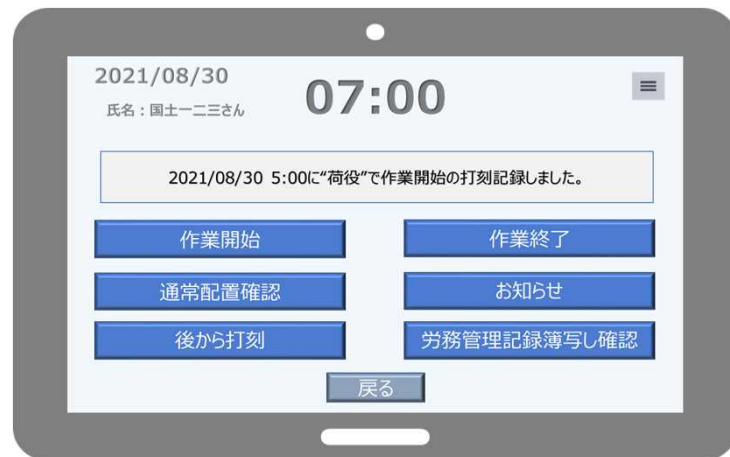 2021/08/30
07:00
氏名：国土一二三さん
2021/08/30 5:00に“荷役”で作業開始の打刻記録しました。
作業開始
作業終了
通常配置確認
お知らせ
後から打刻
労務管理記録簿写し確認
戻る